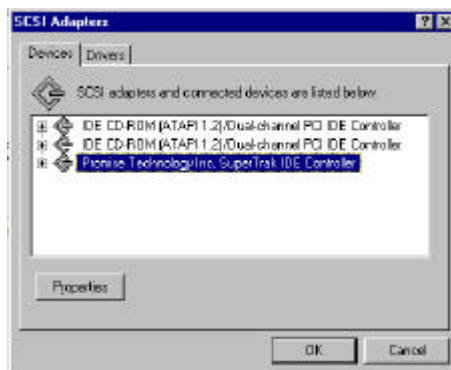 SCSI Adapters
Devices Drivers
SCSI adapters and connected devices are listed below.
IDE CD-ROM (ATAPI 1.2)/Dual-channel PCI IDE Controller
IDE CD-ROM (ATAPI 1.2)/Dual-channel PCI IDE Controller
Promise Technology Inc. SuperTrak IDE Controller
Properties
OK Cancel